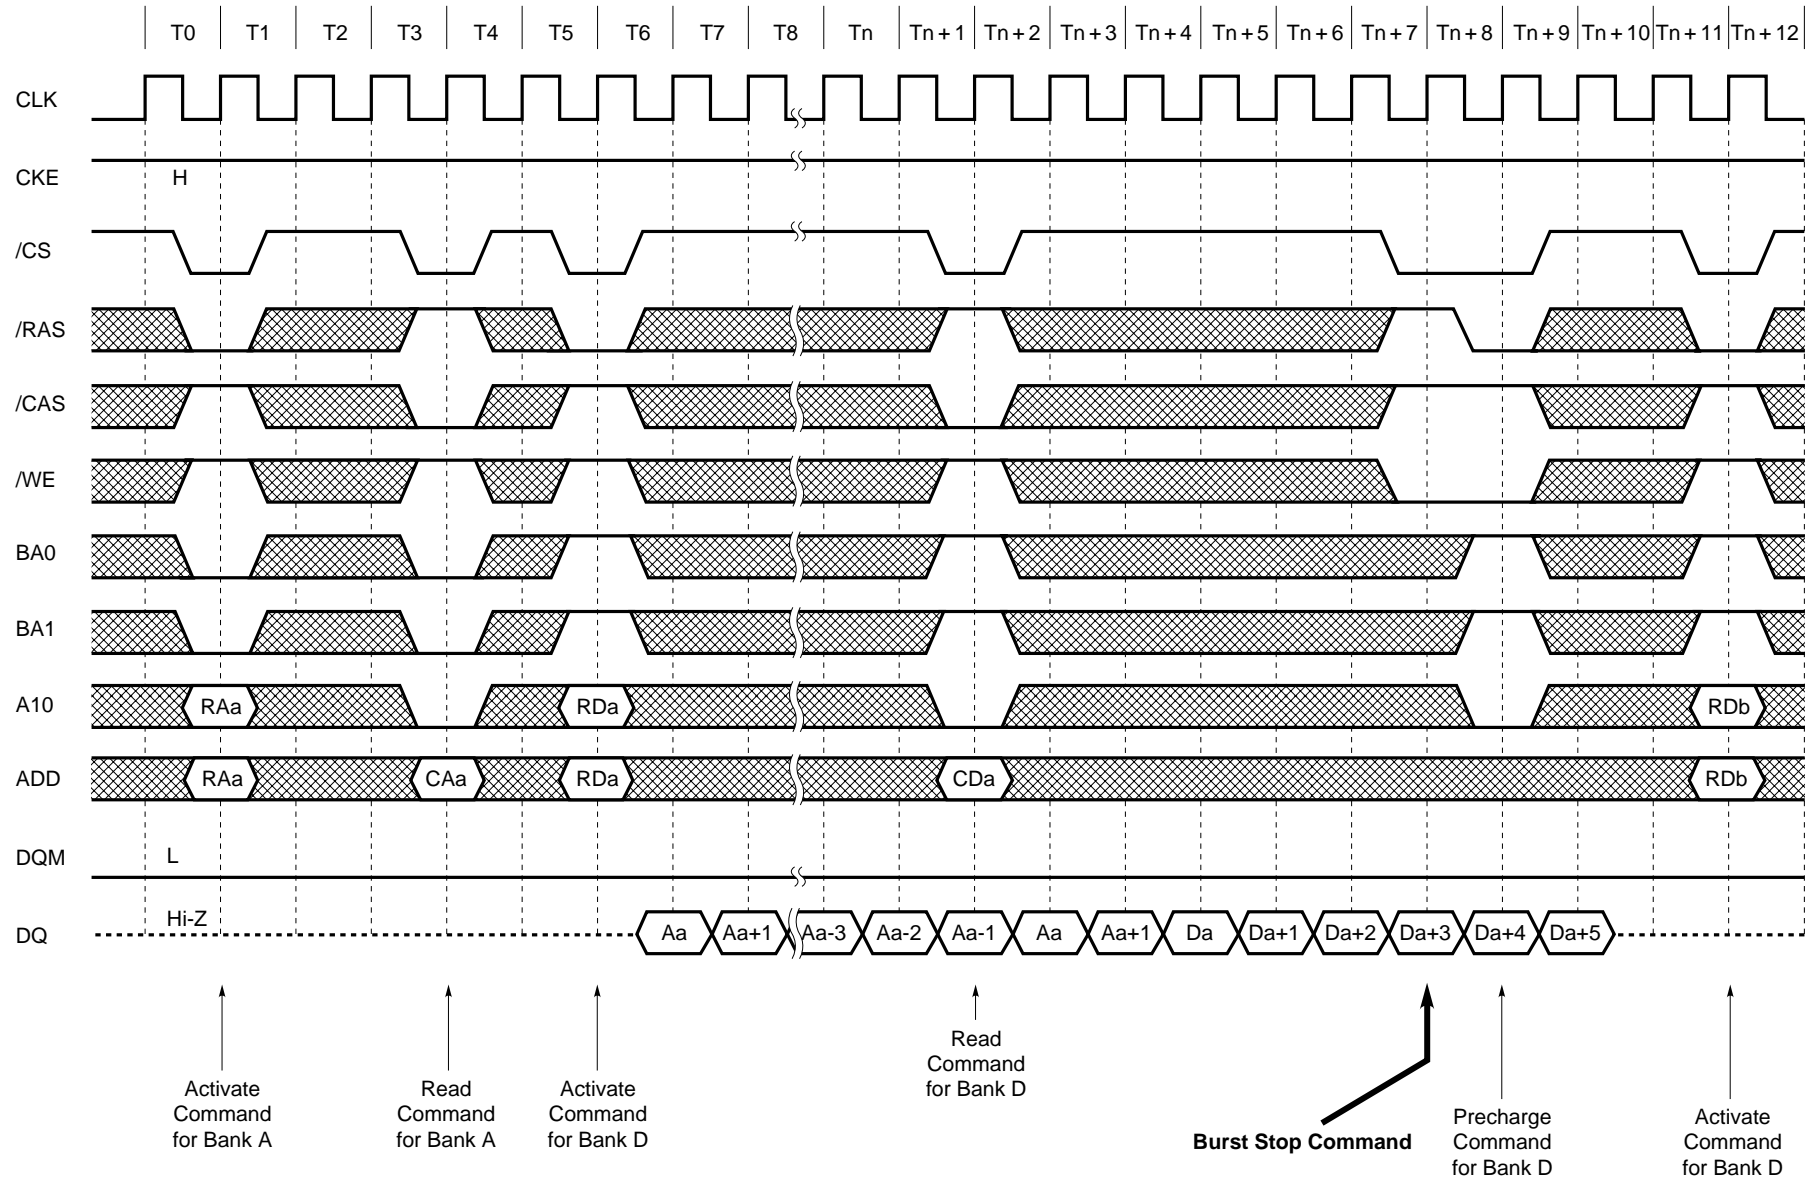 T0 T1 T2 T3 T4 T5 T6 T7 T8 Tn Tn + 1 Tn + 2 Tn + 3 Tn + 4 Tn + 5 Tn + 6 Tn + 7 Tn + 8 Tn + 9 Tn + 10 Tn + 11 Tn + 12
CLK
CKE H
/CS
/RAS
/CAS
/WE
BA0
BA1
A10 RAa RDa RDb
ADD RAa CAa RDa CDa RDb
DQM L
Hi-Z
DQ Aa Aa+1 Aa-3 Aa-2 Aa-1 Aa Aa+1 Da Da+1 Da+2 Da+3 Da+4 Da+5
Activate
Command
for Bank A
Read
Command
for Bank A
Activate
Command
for Bank D
Read
Command
for Bank D
Burst Stop Command
Precharge
Command
for Bank D
Activate
Command
for Bank D